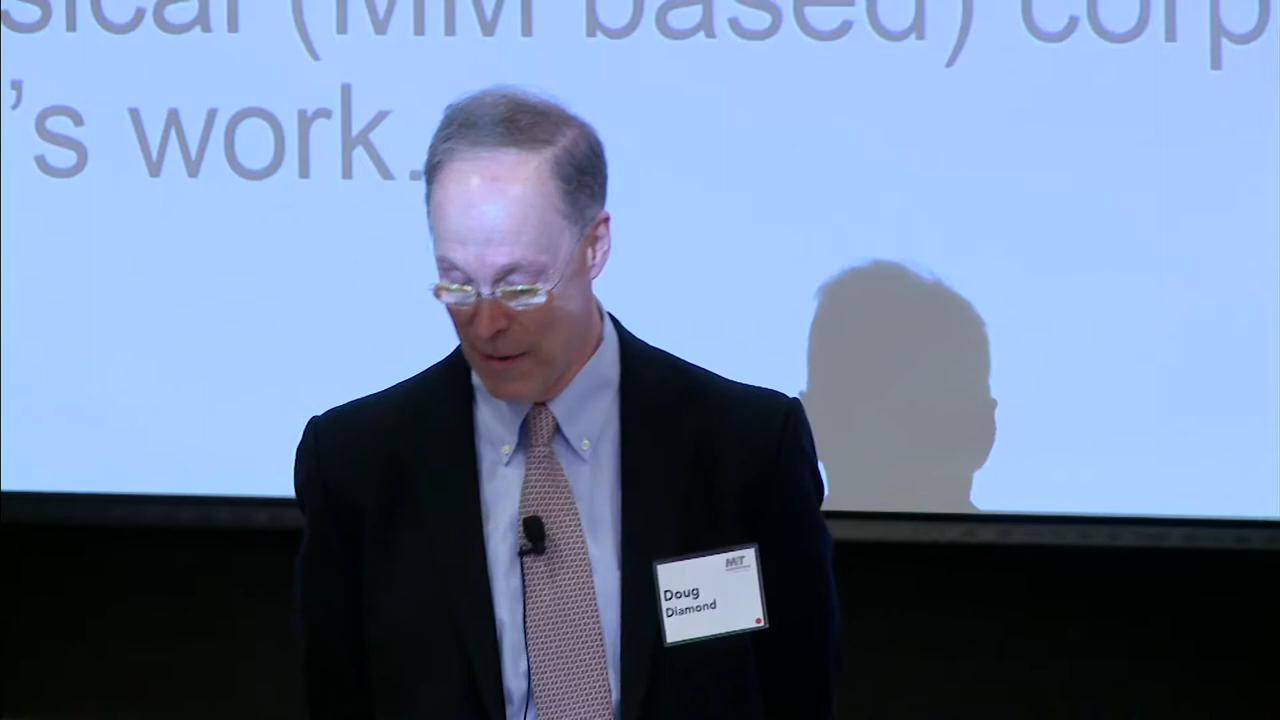 sical (MM based) corp
's work.
MIT
Doug
Diamond